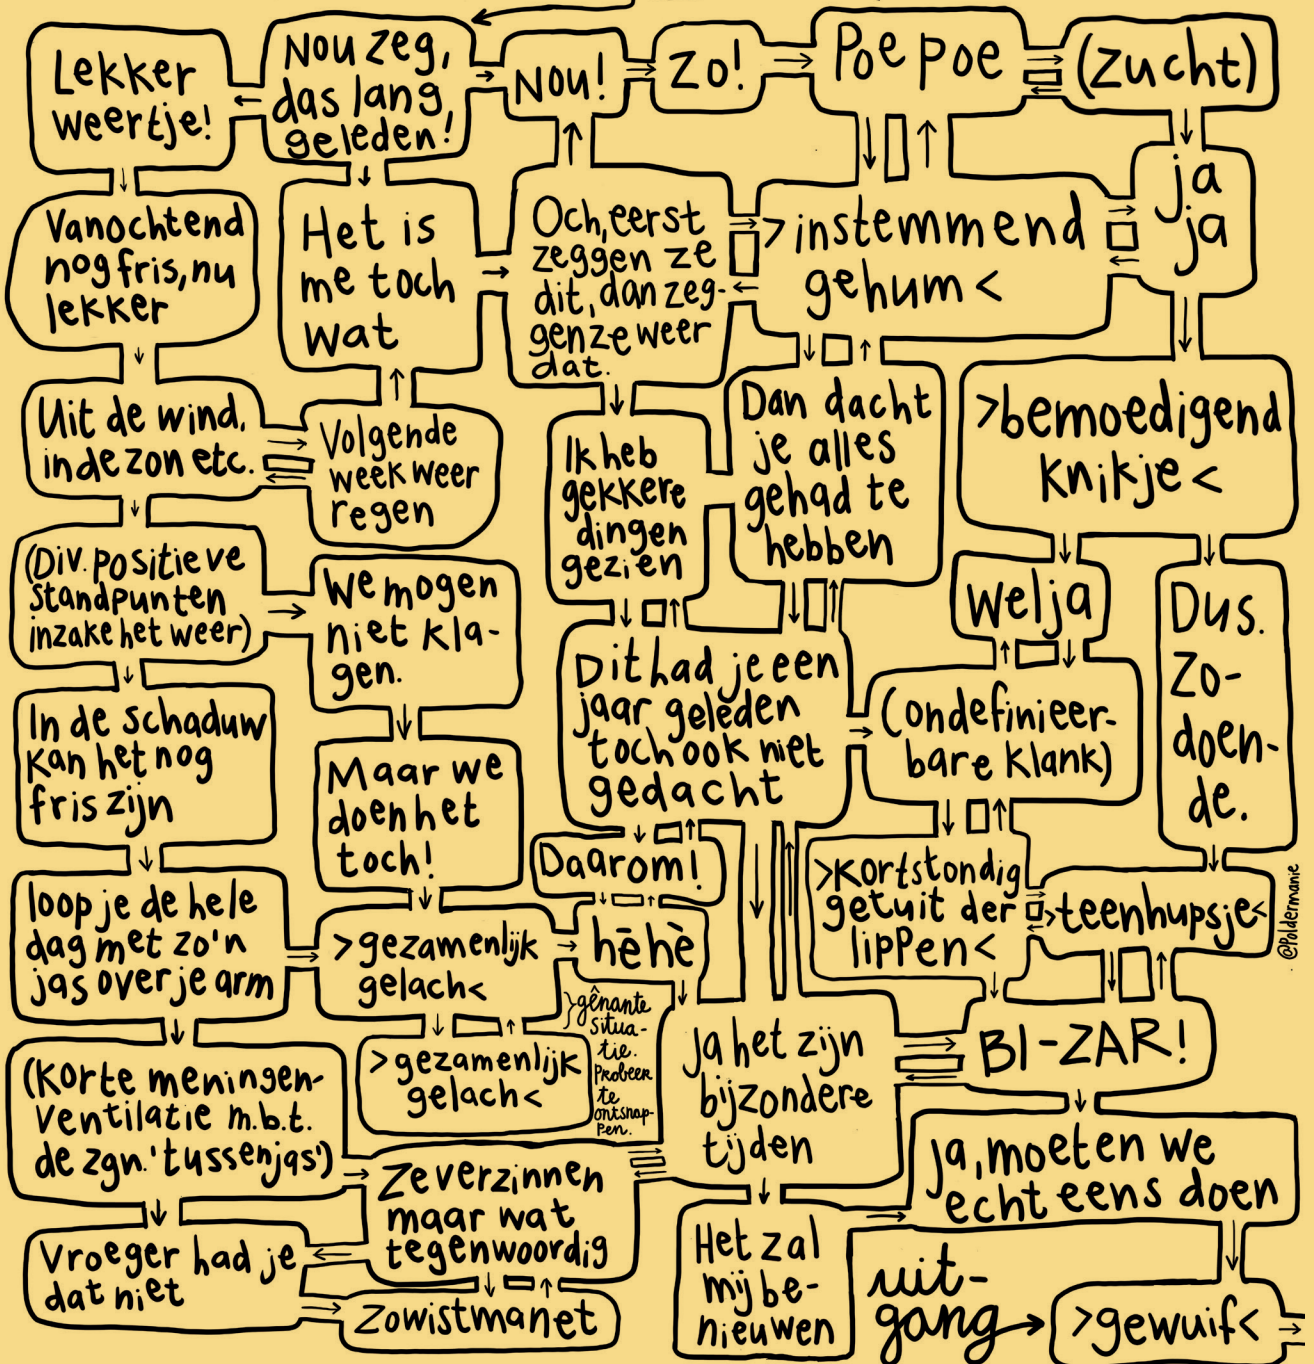 Lekker
weertje!
Nou zeg,
das lang
geleden!
Nou!
Zo!
Poe poe
(zucht)
Vanochtend
nog fris, nu
lekker
Het is
me toch
wat
Och, eerst
zeggen ze
dit, dan zeg-
gen ze weer
dat.
>instemmend
gehum<
ja
ja
Uit de wind,
in de zon etc.
Volgende
week weer
regen
Ik heb
gekkere
dingen
gezien
Dan dacht
je alles
gehad te
hebben
>bemoedigend
knikje<
(Div. positieve
standpunten
inzake het weer)
We mogen
niet kla-
gen.
Dit had je een
jaar geleden
toch ook niet
gedacht
welja
(ondefinieer-
bare klank)
Dus.
Zo-
doen-
de.
In de schaduw
kan het nog
fris zijn
Maar we
doen het
toch!
Daarom!
>kortstondig
getuit der
lippen<
>teenhupsje<
@Poldermanie
loop je de hele
dag met zo'n
jas over je arm
>gezamenlijk
gelach<
hēhè
>gezamenlijk
gelach<
}gênante
situa-
tie.
Probeer
te
ontsnap-
pen.
Ja het zijn
bijzondere
tijden
BI-ZAR!
(korte meningen-
ventilatie m.b.t.
de zgn. 'tussenjas')
Ze verzinnen
maar wat
tegenwoordig
Ja, moeten we
echt eens doen
Vroeger had je
dat niet
Zowistmanet
Het zal
mij be-
nieuwen
uit-
gang
>gewuif<